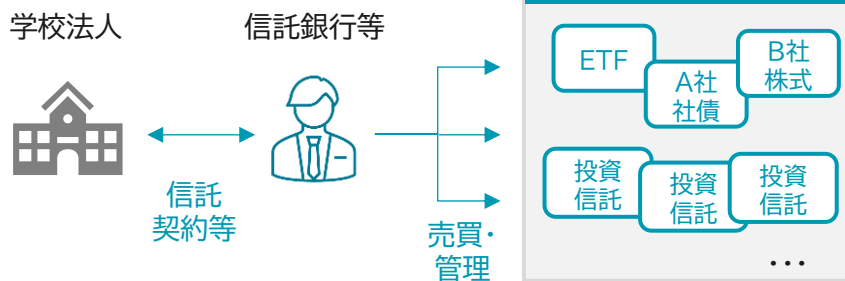 学校法人
信託銀行等
信託
契約等
売買・
管理
ETF
A社
社債
B社
株式
投資
信託
投資
信託
投資
信託
…